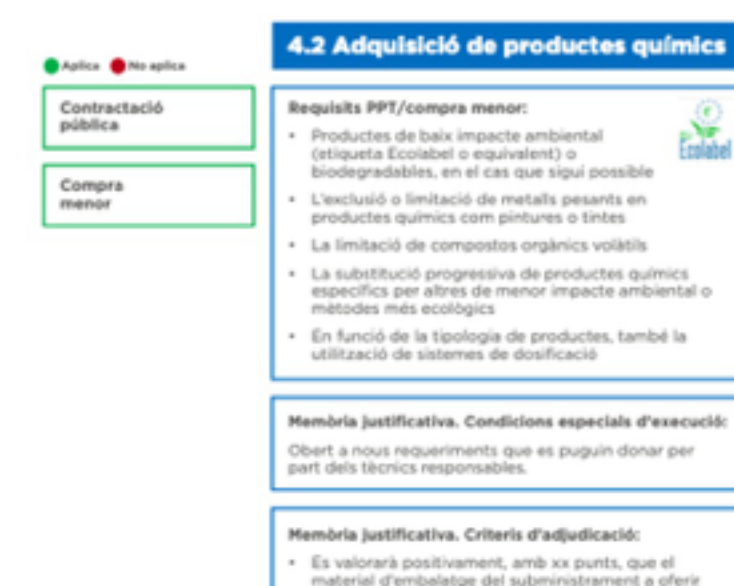 4.2 Adquisició de productes químics
Aplica No aplica
Contractació
pública
Compra
menor
Requisits PPT/compra menor:
• Productes de baix impacte ambiental
(etiqueta Ecolabel o equivalent) o
biodegradables, en el cas que sigui possible
Ecolabel
• L'exclusió o limitació de metalls pesants en
productes químics com pintures o tintes
• La limitació de compostos orgànics volàtils
• La substitució progressiva de productes químics
específics per altres de menor impacte ambiental o
mètodes més ecològics
• En funció de la tipologia de productes, també la
utilització de sistemes de dosificació
Memòria justificativa. Condicions especials d'execució:
Obert a nous requeriments que es puguin donar per
part dels tècnics responsables.
Memòria justificativa. Criteris d'adjudicació:
• Es valorarà positivament, amb xx punts, que el
material d'embalatge del subministrament a oferir